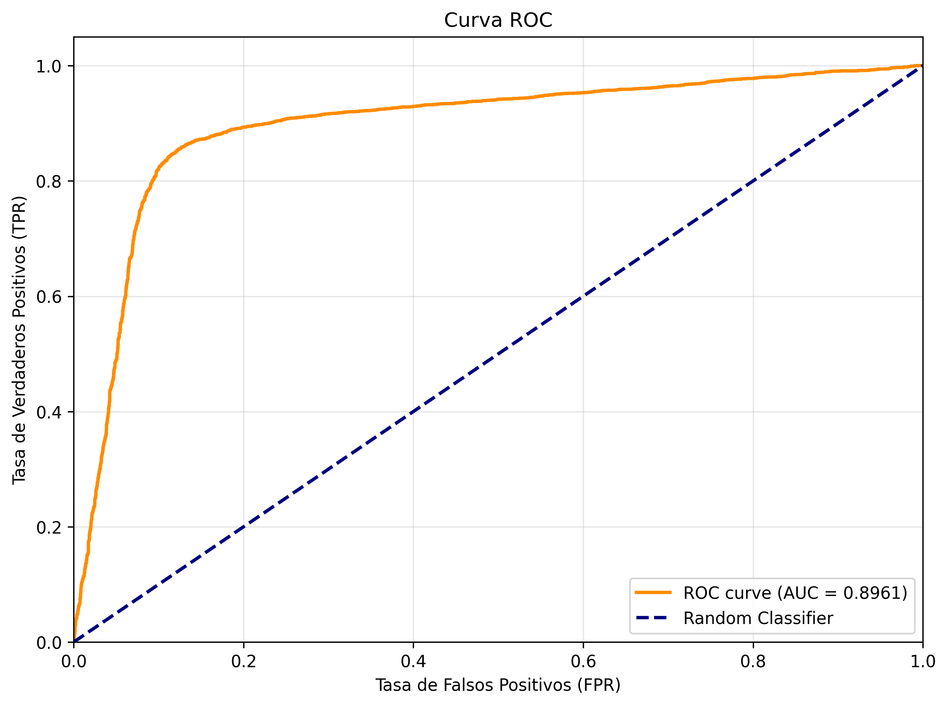 Curva ROC
1.0
0.8
0.6
0.4
0.2
0.0
Tasa de Verdaderos Positivos (TPR)
ROC curve (AUC = 0.8961)
Random Classifier
0.0 0.2 0.4 0.6 0.8 1.0
Tasa de Falsos Positivos (FPR)